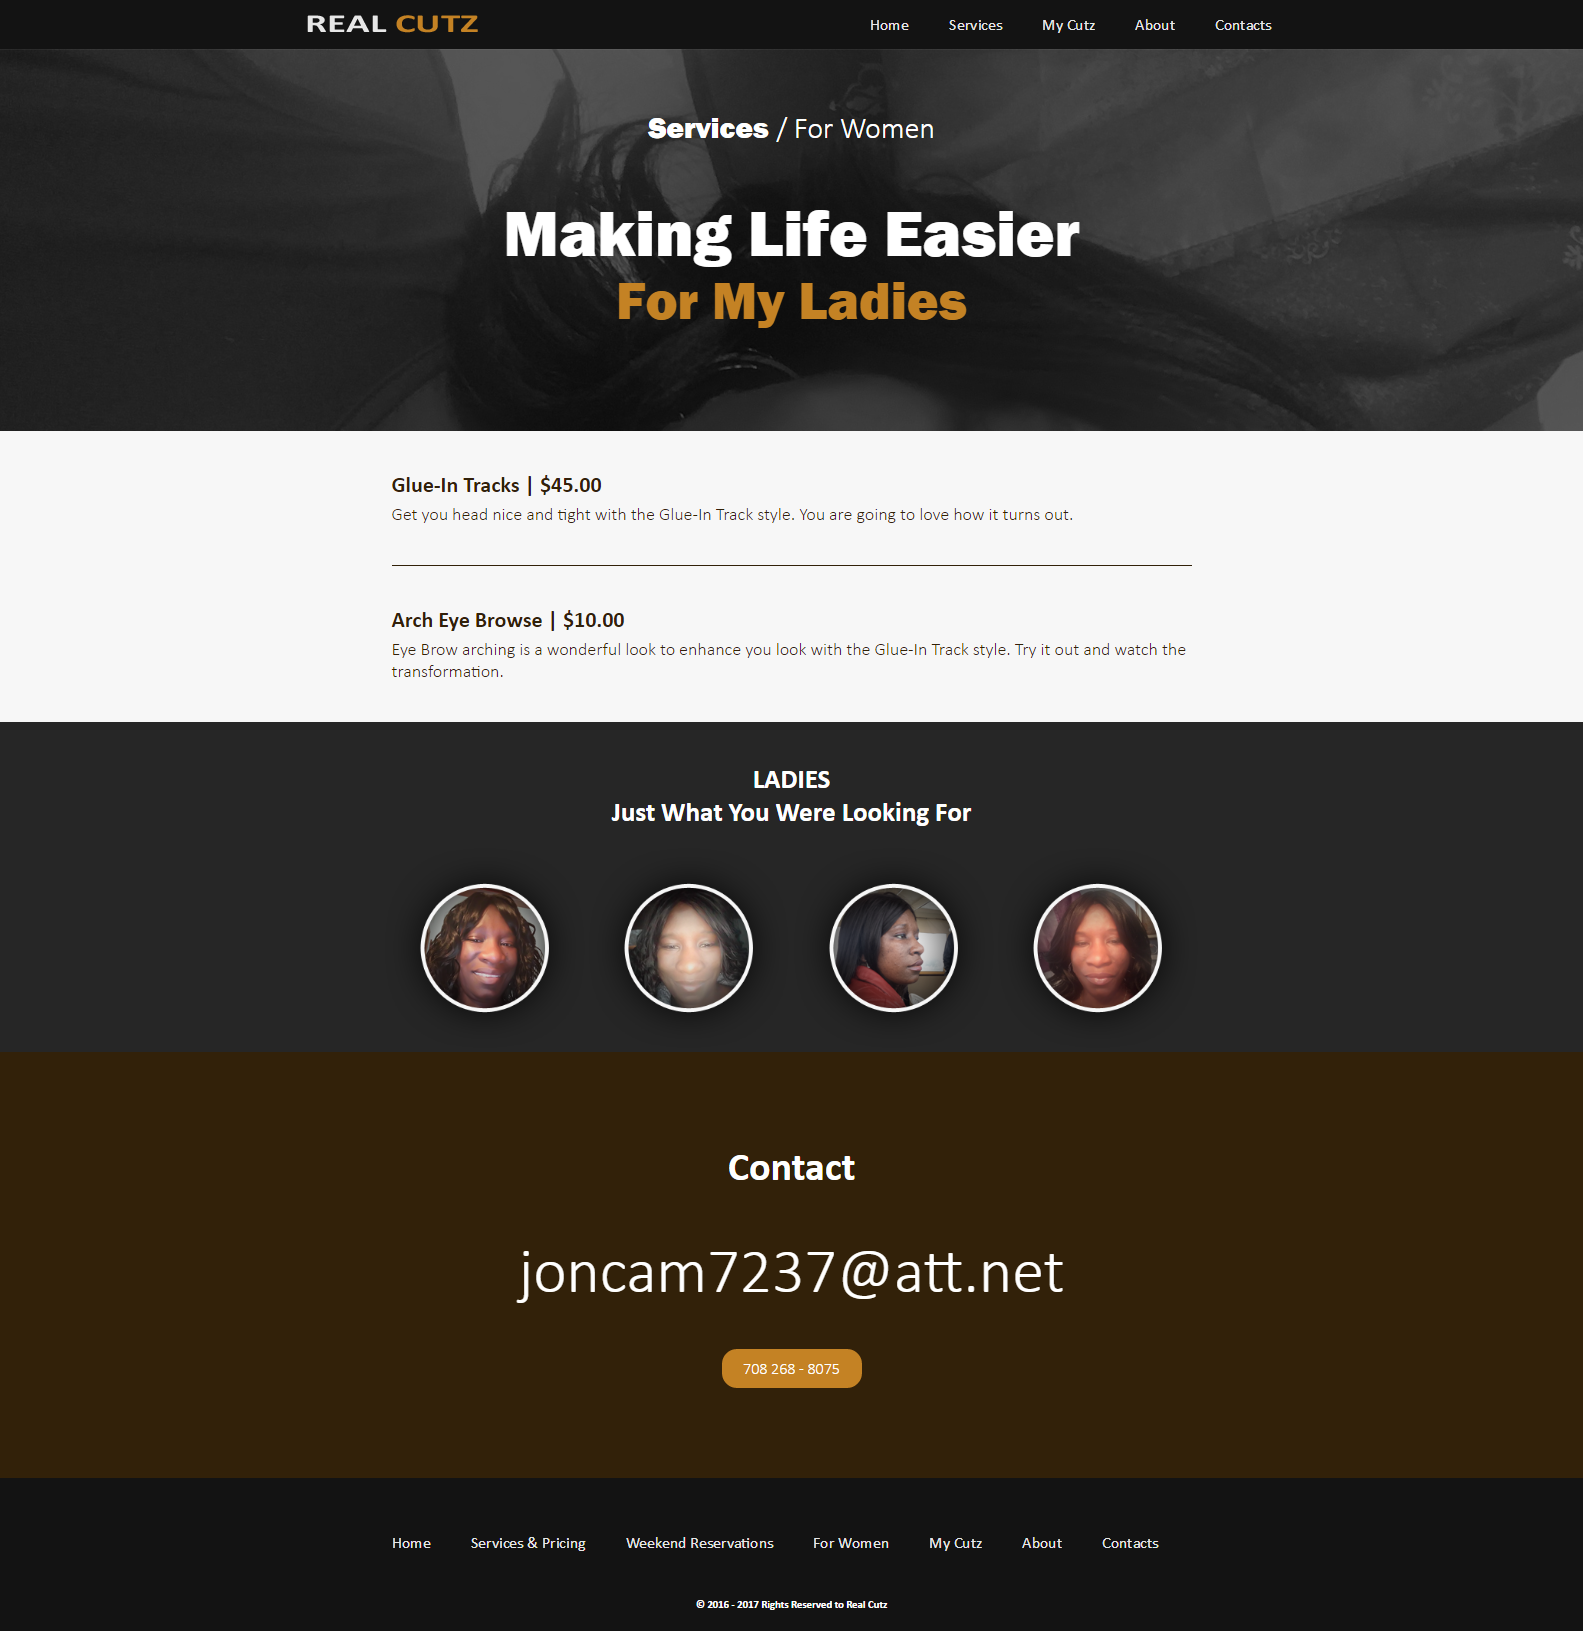 REAL CUTZ
Home Services My Cutz About Contacts
Services / For Women
Making Life Easier
For My Ladies
Glue-In Tracks | $45.00
Get you head nice and tight with the Glue-In Track style. You are going to love how it turns out.
Arch Eye Browse | $10.00
Eye Brow arching is a wonderful look to enhance you look with the Glue-In Track style. Try it out and watch the
transformation.
LADIES
Just What You Were Looking For
Contact
joncam7237@att.net
708 268 - 8075
Home Services & Pricing Weekend Reservations For Women My Cutz About Contacts
© 2016 - 2017 Rights Reserved to Real Cutz